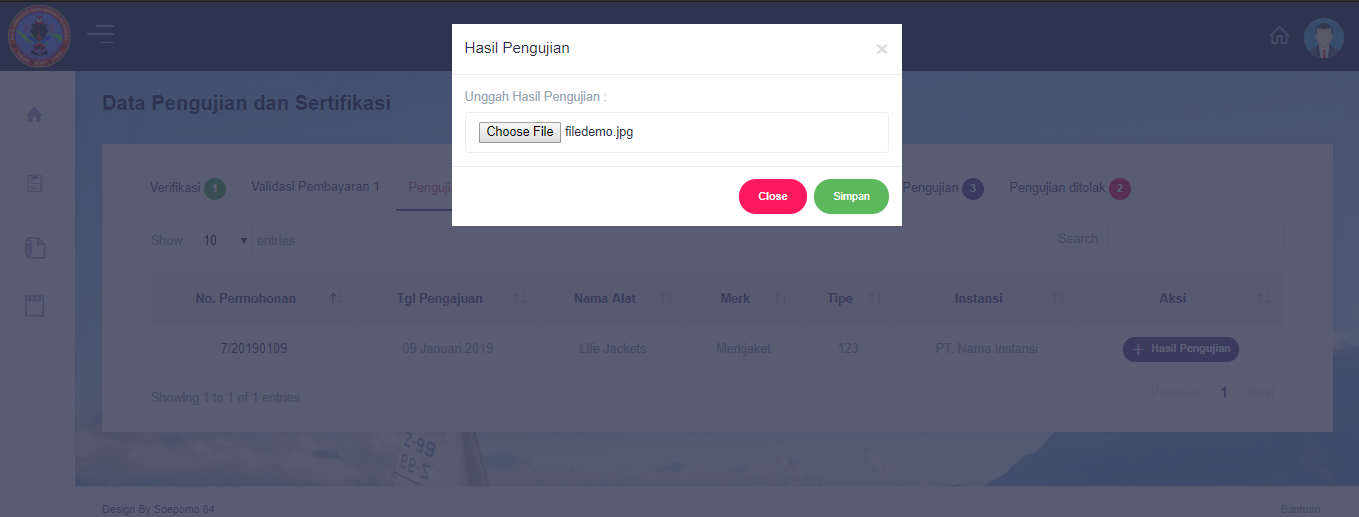 Hasil Pengujian ×
Unggah Hasil Pengujian :
Choose File filedemo.jpg
Close Simpan
Data Pengujian dan Sertifikasi
Verifikasi 1 Validasi Pembayaran 1 Pengujian 3 Pengujian ditolak 2
Show 10 entries Search:
No. Permohonan Tgl Pengajuan Nama Alat Merk Tipe Instansi Aksi
7/20190109 09 Januari 2019 Life Jackets Merkjaket 123 PT. Nama Instansi + Hasil Pengujian
Showing 1 to 1 of 1 entries Previous 1 Next
Design By Soepomo 84 Bantuan